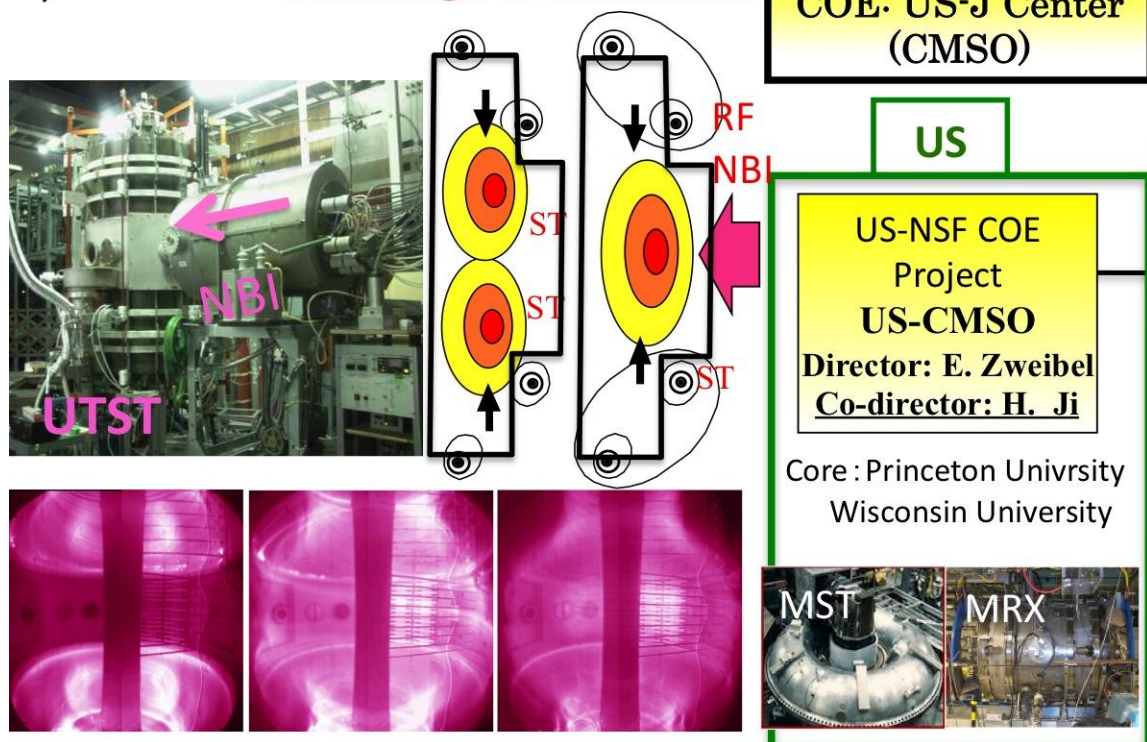 COE: US-J Center
(CMSO)
RF
NBI
ST
ST
ST
NBI
UTST
US
US-NSF COE
Project
US-CMSO
Director: E. Zweibel
Co-director: H. Ji
Core : Princeton Univrsity
Wisconsin University
MST
MRX